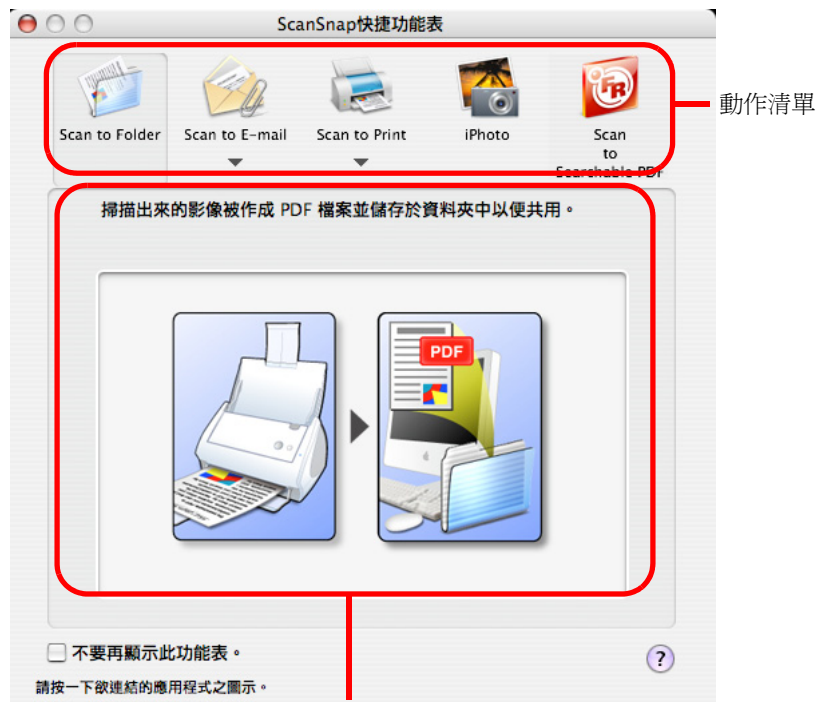 ScanSnap快捷功能表
動作清單
Scan to Folder
Scan to E-mail
Scan to Print
iPhoto
Scan
to
Searchable PDF
掃描出來的影像被作成 PDF 檔案並儲存於資料夾中以便共用。
PDF
不要再顯示此功能表。
?
請按一下欲連結的應用程式之圖示。